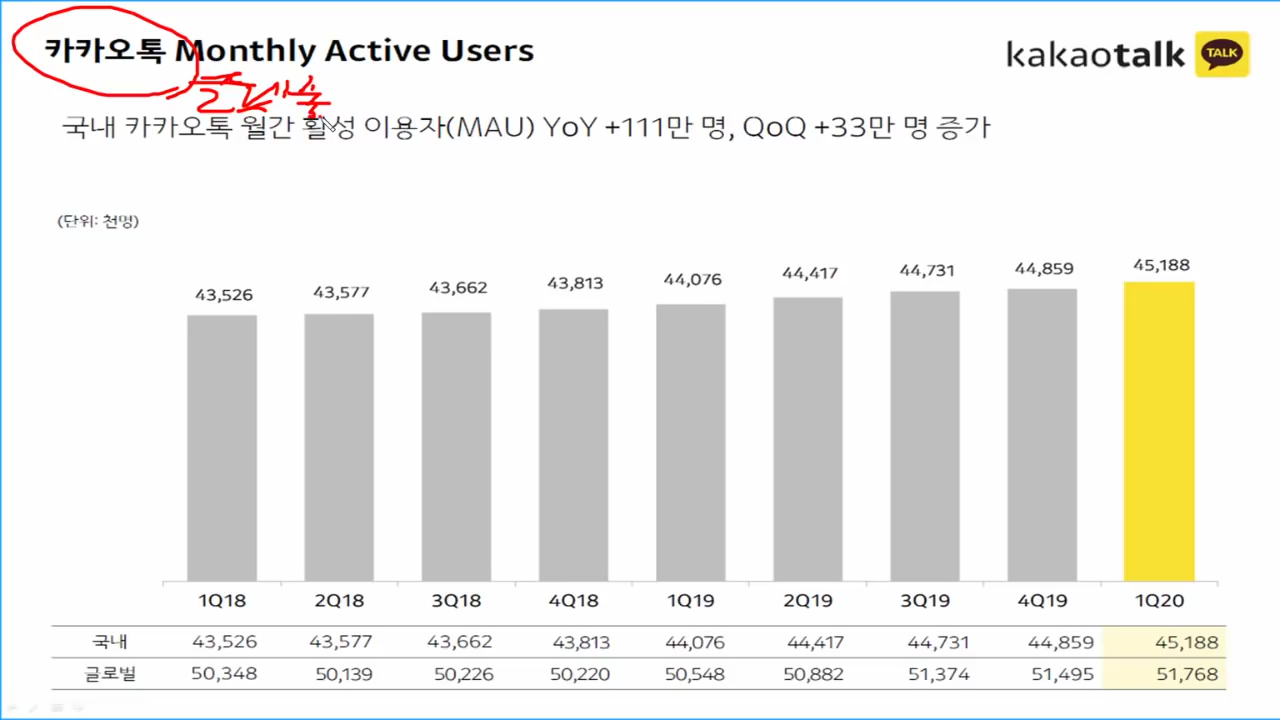 카카오톡 Monthly Active Users
kakaotalk TALK
국내 카카오톡 월간 활성 이용자(MAU) YoY +111만 명, QoQ +33만 명 증가
(단위: 천명)
43,526 43,577 43,662 43,813 44,076 44,417 44,731 44,859 45,188
1Q18 2Q18 3Q18 4Q18 1Q19 2Q19 3Q19 4Q19 1Q20
국내 43,526 43,577 43,662 43,813 44,076 44,417 44,731 44,859 45,188
글로벌 50,348 50,139 50,226 50,220 50,548 50,882 51,374 51,495 51,768